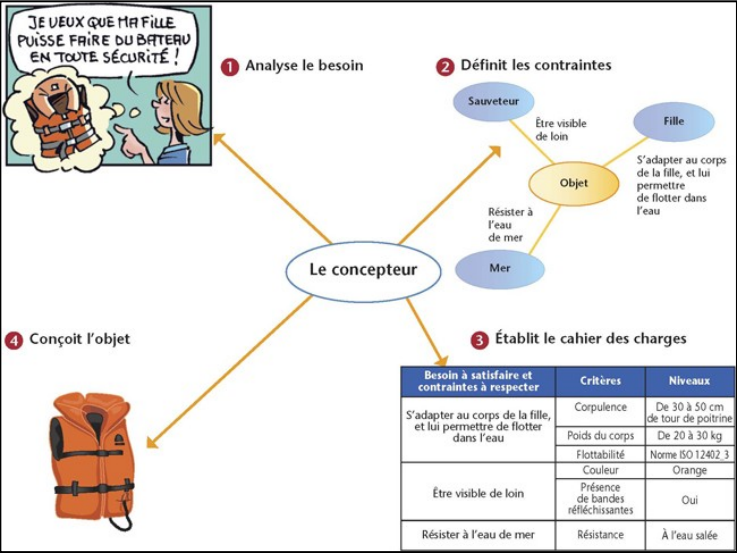 JE VEUX QUE MA FILLE
PUISSE FAIRE DU BATEAU
EN TOUTE SÉCURITÉ !
1 Analyse le besoin
2 Définit les contraintes
Sauveteur
Être visible
de loin
Fille
S'adapter au corps
de la fille, et lui
permettre
de flotter dans
l'eau
Objet
Résister à
l'eau
de mer
Mer
Le concepteur
3 Établit le cahier des charges
Besoin à satisfaire et
contraintes à respecter
Critères
Niveaux
S'adapter au corps de la fille,
et lui permettre de flotter
dans l'eau
Corpulence
De 30 à 50 cm
de tour de poitrine
Poids du corps
De 20 à 30 kg
Flottabilité
Norme ISO 12402_3
Être visible de loin
Couleur
Orange
Présence
de bandes
réfléchissantes
Oui
Résister à l'eau de mer
Résistance
À l'eau salée
4 Conçoit l'objet